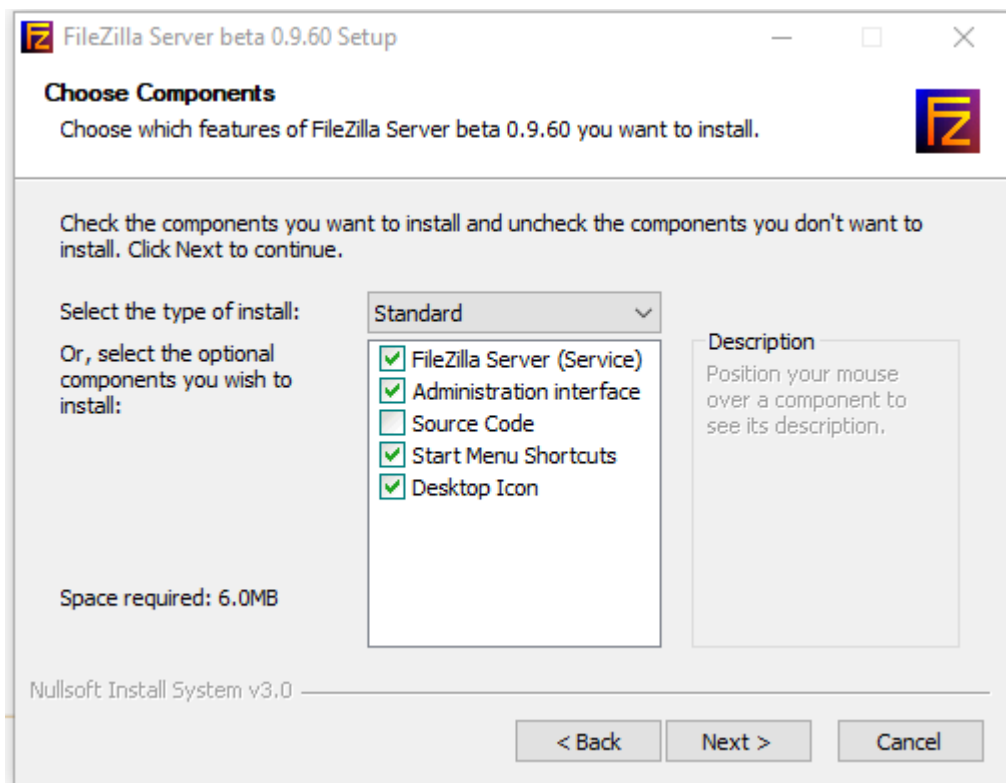 FileZilla Server beta 0.9.60 Setup
Choose Components
Choose which features of FileZilla Server beta 0.9.60 you want to install.
Check the components you want to install and uncheck the components you don't want to
install. Click Next to continue.
Select the type of install:
Standard
Or, select the optional
components you wish to
install:
FileZilla Server (Service)
Administration interface
Source Code
Start Menu Shortcuts
Desktop Icon
Description
Position your mouse
over a component to
see its description.
Space required: 6.0MB
Nullsoft Install System v3.0
< Back
Next >
Cancel